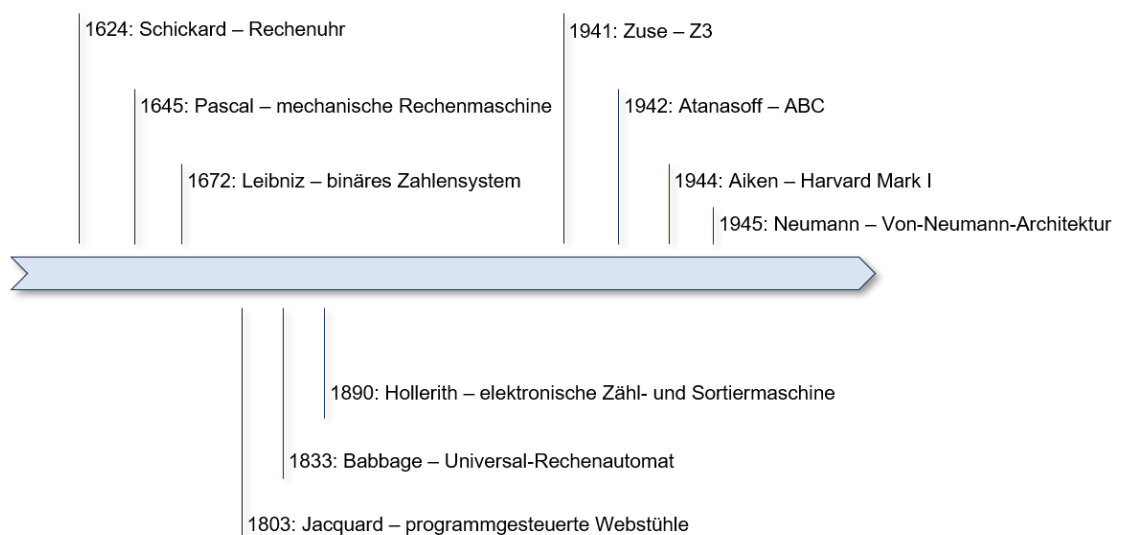 1624: Schickard – Rechenuhr
1941: Zuse – Z3
1645: Pascal – mechanische Rechenmaschine
1942: Atanasoff – ABC
1672: Leibniz – binäres Zahlensystem
1944: Aiken – Harvard Mark I
1945: Neumann – Von-Neumann-Architektur
1890: Hollerith – elektronische Zähl- und Sortiermaschine
1833: Babbage – Universal-Rechenautomat
1803: Jacquard – programmgesteuerte Webstühle